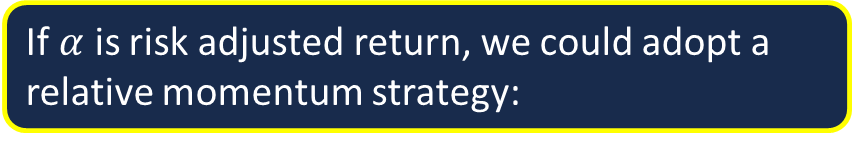 If 𝛼 is risk adjusted return, we could adopt a
relative momentum strategy: